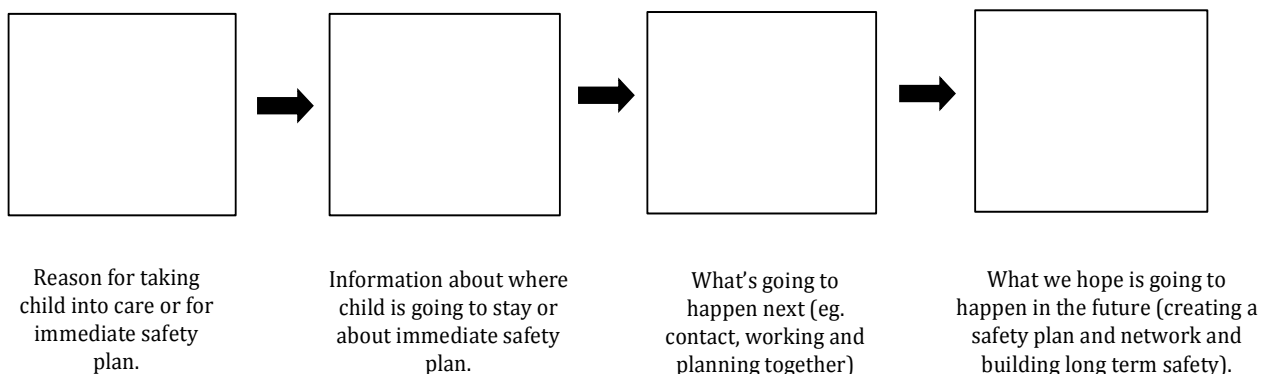 Reason for taking
child into care or for
immediate safety
plan.
Information about where
child is going to stay or
about immediate safety
plan.
What's going to
happen next (eg.
contact, working and
planning together)
What we hope is going to
happen in the future (creating a
safety plan and network and
building long term safety).